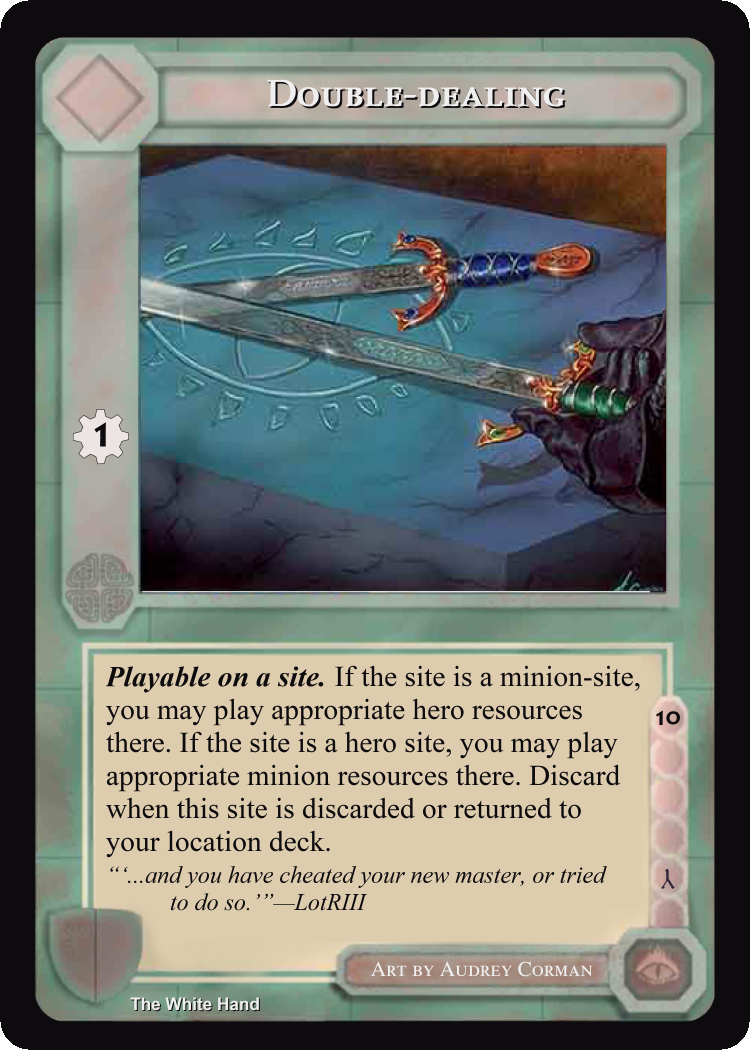 DOUBLE-DEALING
1
Playable on a site. If the site is a minion-site,
you may play appropriate hero resources
there. If the site is a hero site, you may play
appropriate minion resources there. Discard
when this site is discarded or returned to
your location deck.
“‘...and you have cheated your new master, or tried
to do so.’”—LotRIII
10
ART BY AUDREY CORMAN
The White Hand